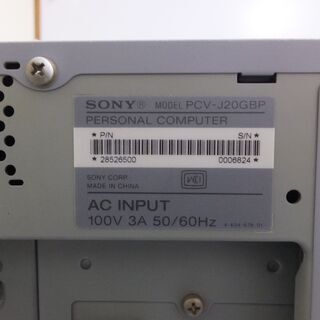 SONY® MODEL PCV-J20GBP
PERSONAL COMPUTER
* P/N * * S/N *
* 28526500 * * 0006824 *
SONY CORP.
MADE IN CHINA
AC INPUT
100V 3A 50/60Hz